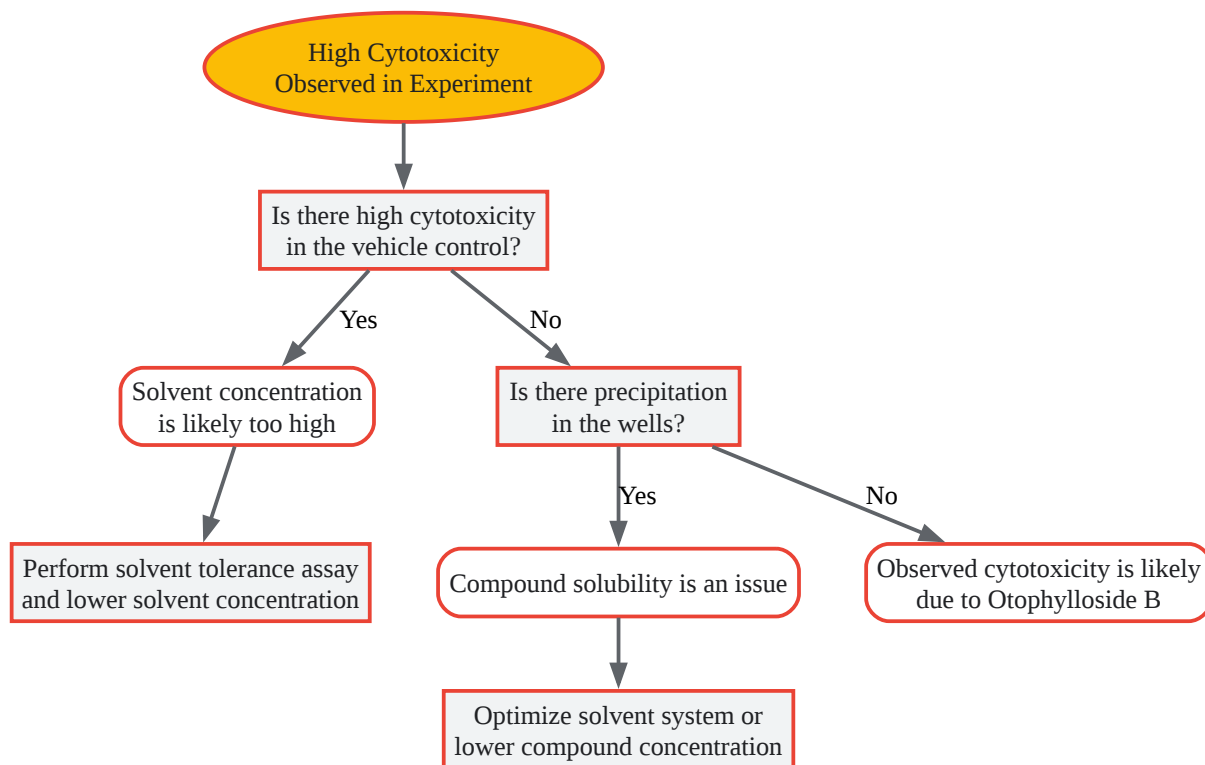 High Cytotoxicity
Observed in Experiment
Is there high cytotoxicity
in the vehicle control?
Yes
No
Solvent concentration
is likely too high
Is there precipitation
in the wells?
Yes
No
Perform solvent tolerance assay
and lower solvent concentration
Compound solubility is an issue
Observed cytotoxicity is likely
due to Otophylloside B
Optimize solvent system or
lower compound concentration